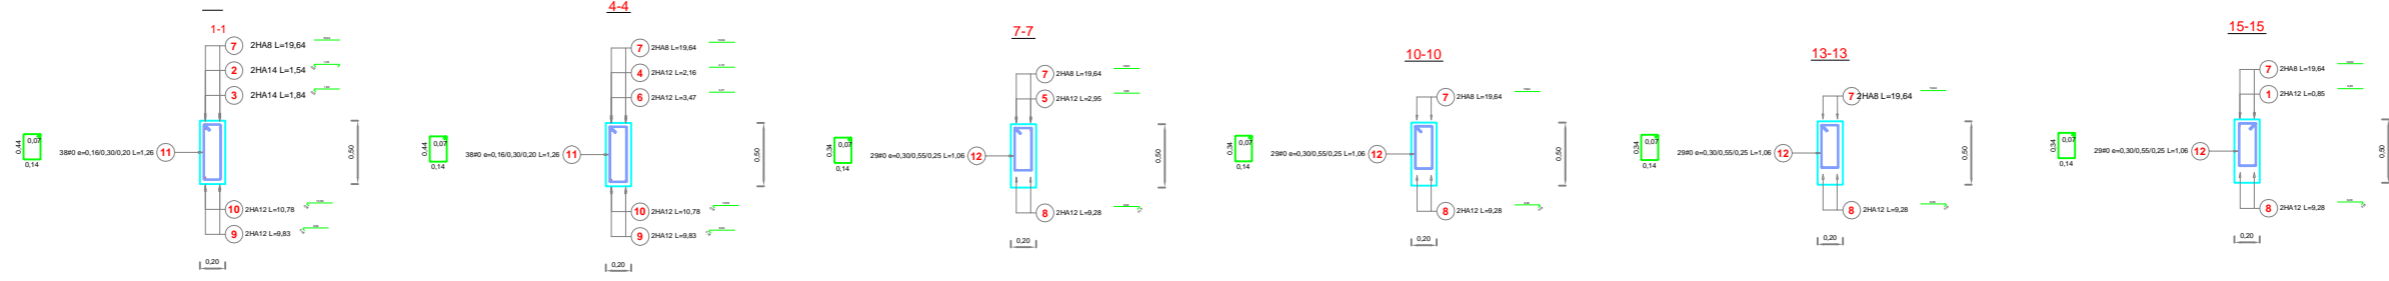 1-1
7 2HA8 L=19,64
2 2HA14 L=1,54
3 2HA14 L=1,84
0,07
0,44
0,14
38#0 e=0,16/0,30/0,20 L=1,26 11
0,50
10 2HA12 L=10,78
9 2HA12 L=9,83
0,20
4-4
7 2HA8 L=19,64
4 2HA12 L=2,16
6 2HA12 L=3,47
0,07
0,44
0,14
38#0 e=0,16/0,30/0,20 L=1,26 11
0,50
10 2HA12 L=10,78
9 2HA12 L=9,83
0,20
7-7
7 2HA8 L=19,64
5 2HA12 L=2,95
0,07
0,34
0,14
29#0 e=0,30/0,55/0,25 L=1,06 12
0,50
8 2HA12 L=9,28
0,20
10-10
7 2HA8 L=19,64
0,07
0,34
0,14
29#0 e=0,30/0,55/0,25 L=1,06 12
0,50
8 2HA12 L=9,28
0,20
13-13
7 2HA8 L=19,64
0,07
0,34
0,14
29#0 e=0,30/0,55/0,25 L=1,06 12
0,50
8 2HA12 L=9,28
0,20
15-15
7 2HA8 L=19,64
1 2HA12 L=0,85
0,07
0,34
0,14
29#0 e=0,30/0,55/0,25 L=1,06 12
0,50
8 2HA12 L=9,28
0,20